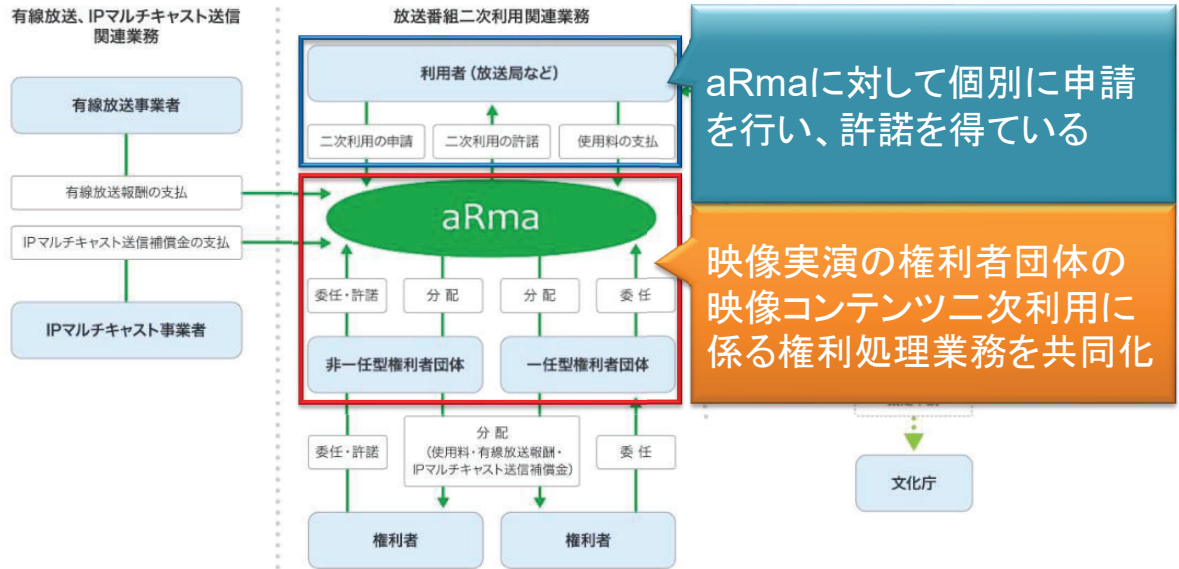 有線放送、IPマルチキャスト送信
関連業務
放送番組二次利用関連業務
有線放送事業者
有線放送報酬の支払
IPマルチキャスト送信補償金の支払
IPマルチキャスト事業者
利用者(放送局など)
二次利用の申請
二次利用の許諾
使用料の支払
aRma
委任・許諾
分配
分配
委任
非一任型権利者団体
一任型権利者団体
委任・許諾
分 配
(使用料・有線放送報酬・
IPマルチキャスト送信補償金)
委 任
権利者
権利者
aRmaに対して個別に申請
を行い、許諾を得ている
映像実演の権利者団体の
映像コンテンツ二次利用に
係る権利処理業務を共同化
文化庁